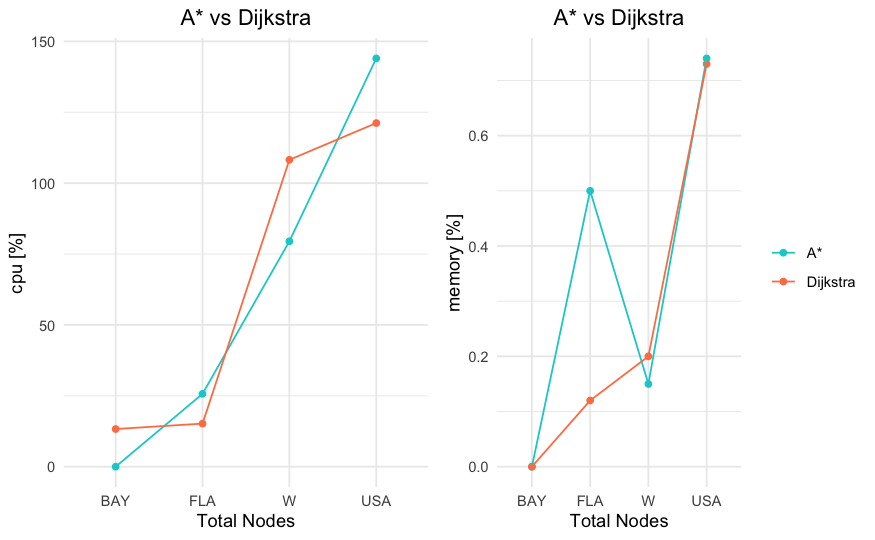 A* vs Dijkstra
cpu [%]
150
100
50
0
BAY FLA W USA
Total Nodes
A* vs Dijkstra
memory [%]
0.6
0.4
0.2
0.0
BAY FLA W USA
Total Nodes
A*
Dijkstra